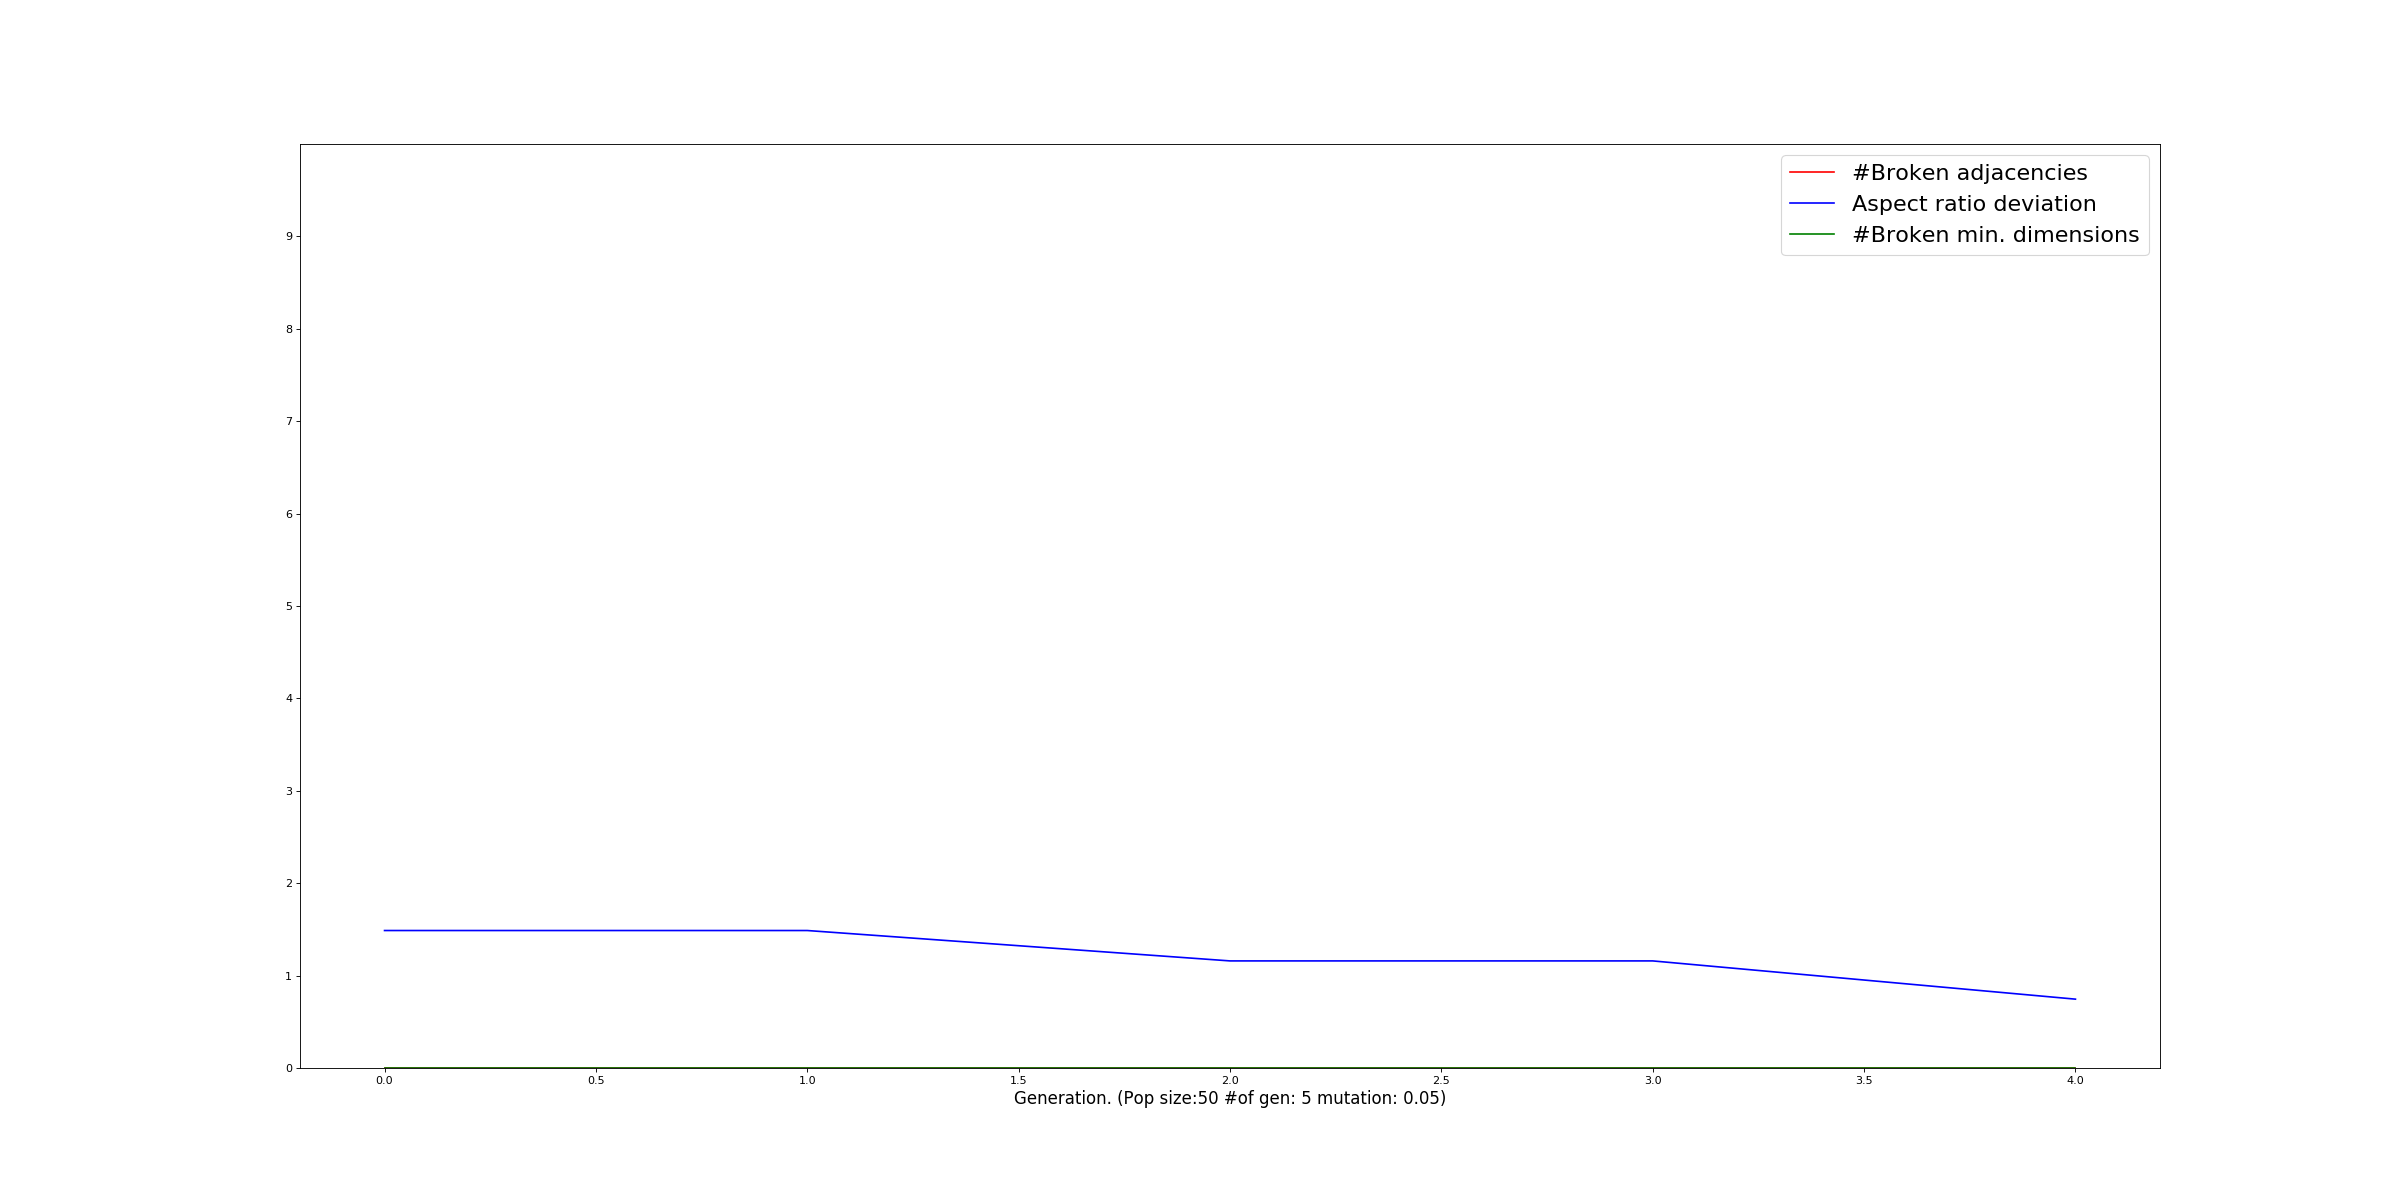 #Broken adjacencies
Aspect ratio deviation
#Broken min. dimensions
9
8
7
6
5
4
3
2
1
0
0.0 0.5 1.0 1.5 2.0 2.5 3.0 3.5 4.0
Generation. (Pop size:50 #of gen: 5 mutation: 0.05)